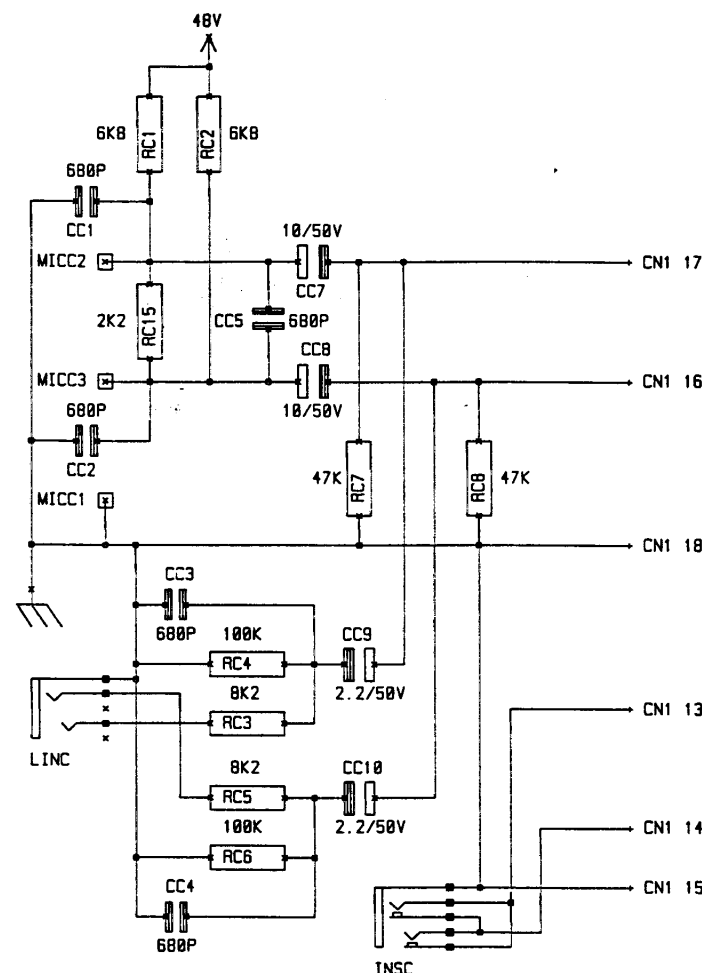 48V
6K8 RC1 RC2 6K8
680P
CC1
10/50V
MICC2 CN1 17
CC7
2K2 RC15 CC5 680P
CC8
MICC3 CN1 16
680P 10/50V
CC2
47K RC7 RC8 47K
MICC1
CN1 18
CC3
680P 100K CC9
RC4
8K2 2.2/50V
CN1 13
RC3
LINC
8K2 CC10
RC5
100K 2.2/50V
CN1 14
RC6
CC4 CN1 15
680P
INSC